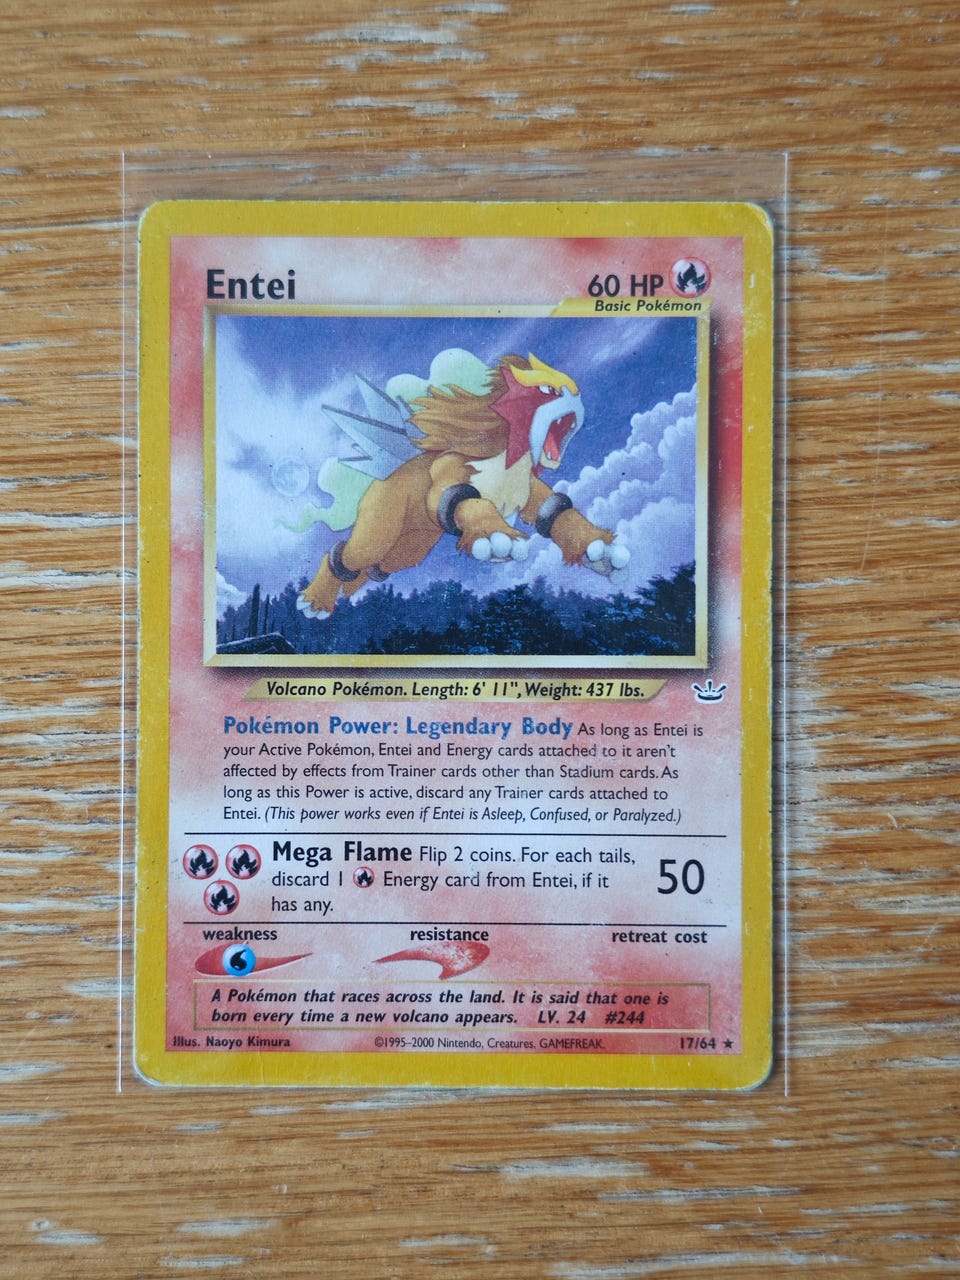 Entei
60 HP
Basic Pokémon
Volcano Pokémon. Length: 6' 11", Weight: 437 lbs.
Pokémon Power: Legendary Body As long as Entei is
your Active Pokémon, Entei and Energy cards attached to it aren't
affected by effects from Trainer cards other than Stadium cards. As
long as this Power is active, discard any Trainer cards attached to
Entei. (This power works even if Entei is Asleep, Confused, or Paralyzed.)
Mega Flame Flip 2 coins. For each tails,
discard 1 Energy card from Entei, if it
has any.
50
weakness
resistance
retreat cost
A Pokémon that races across the land. It is said that one is
born every time a new volcano appears. LV. 24 #244
Illus. Naoyo Kimura
©1995–2000 Nintendo, Creatures, GAMEFREAK.
17/64 ★